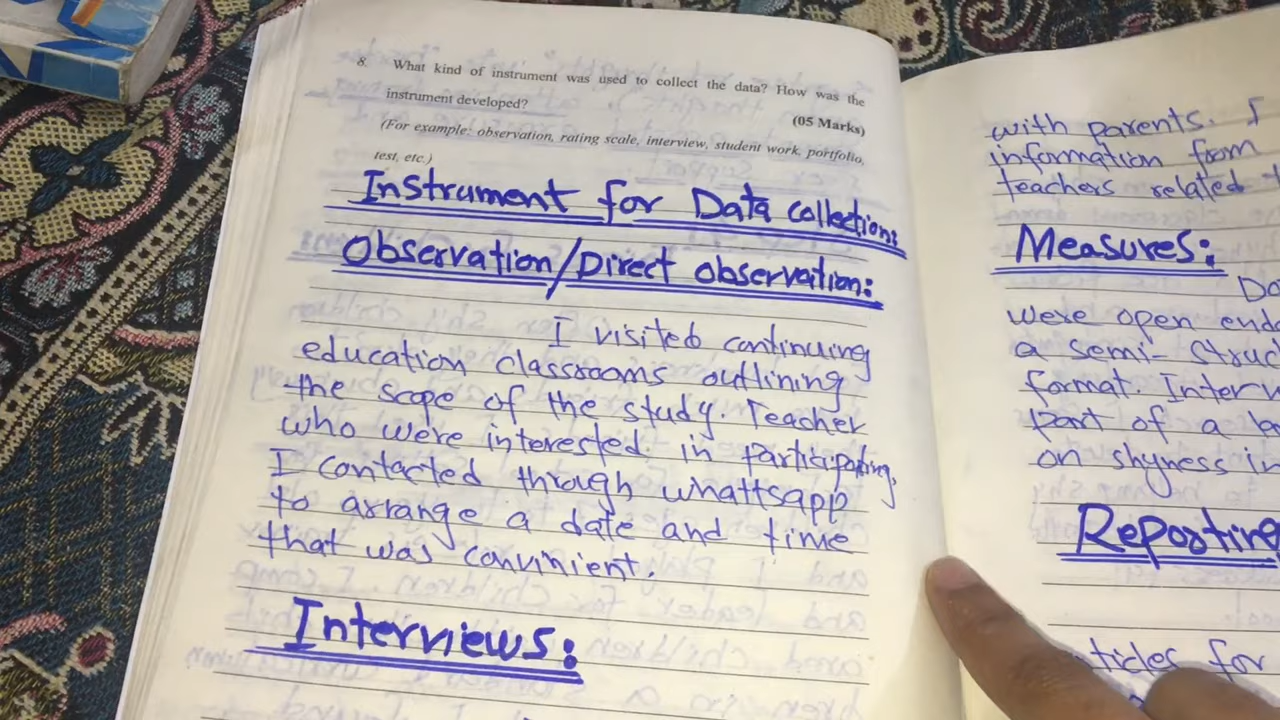 8. What kind of instrument was used to collect the data? How was the
instrument developed?
(05 Marks)
(For example: observation, rating scale, interview, student work, portfolio,
test, etc.)
Instrument for Data collection:
Observation/Direct observation:
I visited continuing
education classrooms outlining
the scope of the study. Teacher
who were interested in participating,
I contacted through whattsapp
to arrange a date and time
that was convinient.
Interviews:
with parents. I
information from
teachers related
Measures:
were open
a semi-
format.
part of a
on shyness in
Reporting
for